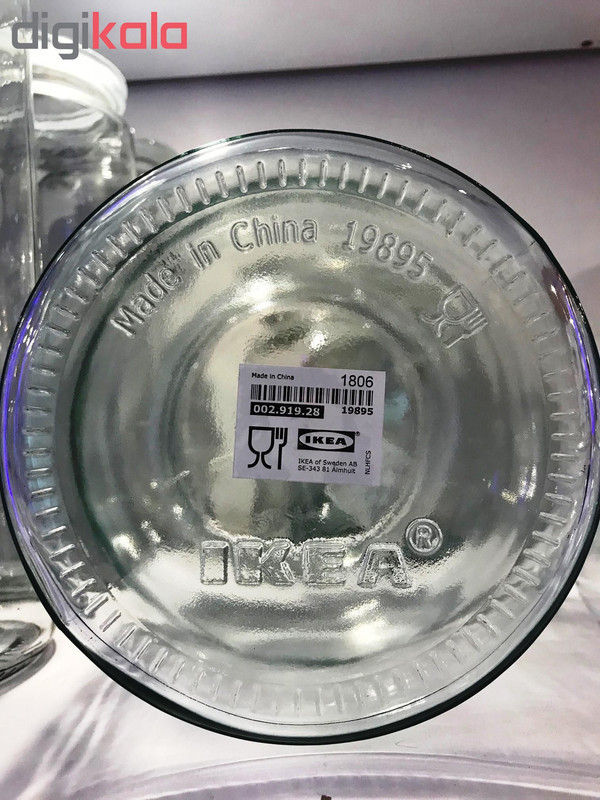 digikala
Made in China 19895
Made in China
1806
002.919.28
19895
IKEA
IKEA of Sweden AB
SE-343 81 Älmhult
NLHFCS
IKEA®